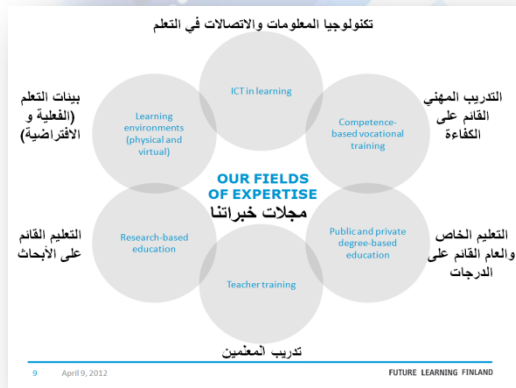 تكنولوجيا المعلومات والاتصالات في التعلم
ICT in learning
بيئات التعلم
(الفعلية و
الافتراضية)
Learning
environments
(physical and
virtual)
Competence-
based vocational
training
التدريب المهني
القائم على
الكفاءة
OUR FIELDS
OF EXPERTISE
مجلات خبراتنا
التعليم القائم
على الأبحاث
Research-based
education
Public and private
degree-based
education
التعليم الخاص
والعام القائم على
الدرجات
Teacher training
تدريب المعلمين
9 April 9, 2012 FUTURE LEARNING FINLAND